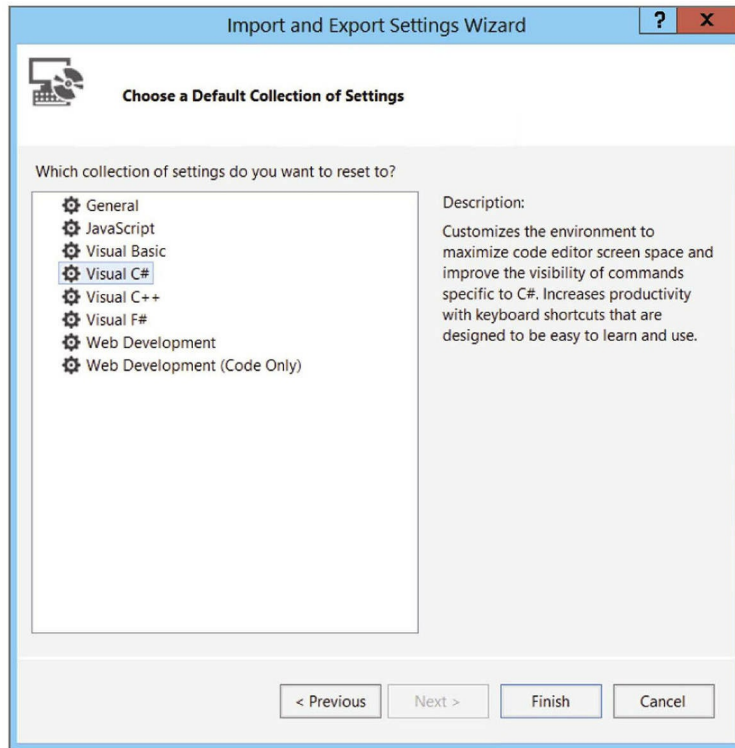 Import and Export Settings Wizard
? X
Choose a Default Collection of Settings
Which collection of settings do you want to reset to?
General
JavaScript
Visual Basic
Visual C#
Visual C++
Visual F#
Web Development
Web Development (Code Only)
Description:
Customizes the environment to
maximize code editor screen space and
improve the visibility of commands
specific to C#. Increases productivity
with keyboard shortcuts that are
designed to be easy to learn and use.
< Previous
Next >
Finish
Cancel